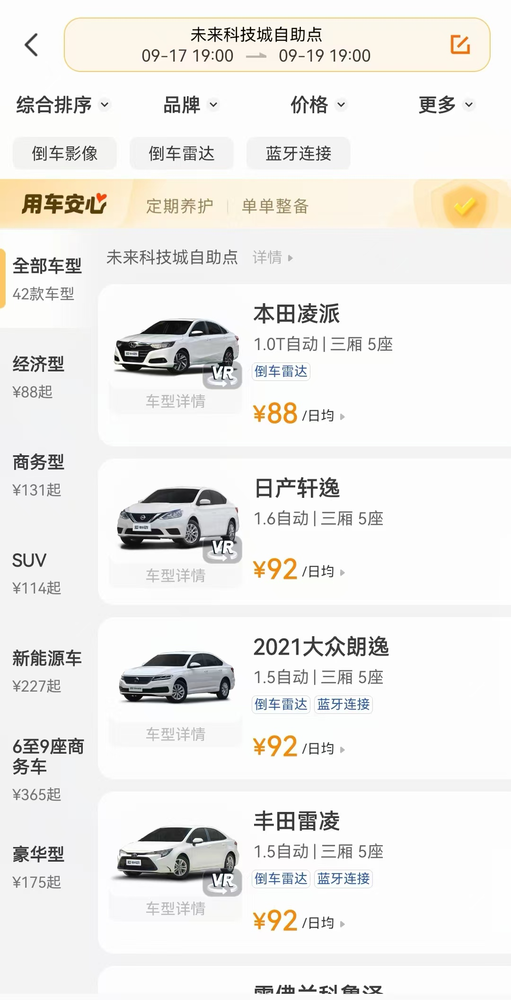 未来科技城自助点
09-17 19:00 09-19 19:00
综合排序 品牌 价格 更多
倒车影像 倒车雷达 蓝牙连接
用车安心 定期养护 | 单单整备
全部车型
42款车型
经济型
¥88起
商务型
¥131起
SUV
¥114起
新能源车
¥227起
6至9座商
务车
¥365起
豪华型
¥175起
未来科技城自助点 详情
本田凌派
1.0T自动 | 三厢 5座
倒车雷达
VR
车型详情
¥88 /日均
日产轩逸
1.6自动 | 三厢 5座
VR
车型详情
¥92 /日均
2021大众朗逸
1.5自动 | 三厢 5座
倒车雷达 蓝牙连接
车型详情
¥92 /日均
丰田雷凌
1.5自动 | 三厢 5座
倒车雷达 蓝牙连接
VR
车型详情
¥92 /日均
雪佛兰科鲁泽